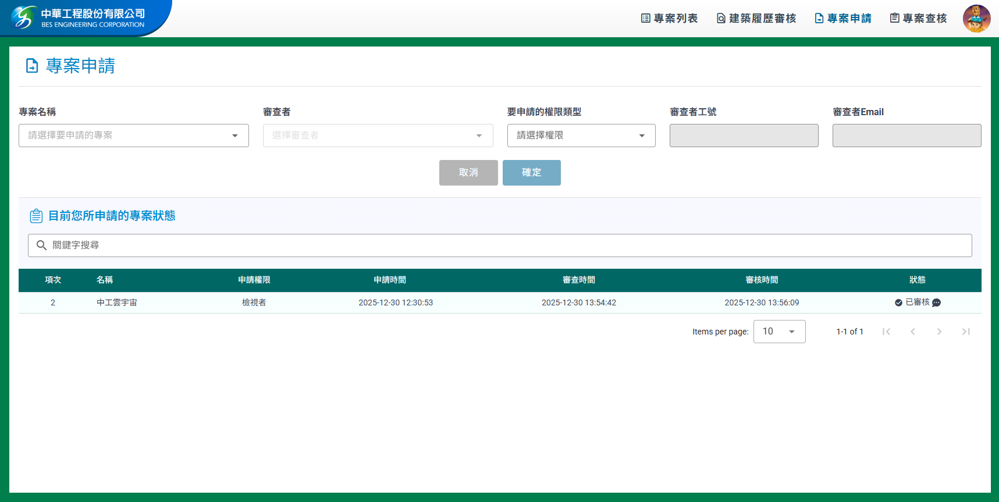 中華工程股份有限公司
BES ENGINEERING CORPORATION
專案列表
建築履歷審核
專案申請
專案查核
專案申請
專案名稱
審查者
要申請的權限類型
審查者工號
審查者Email
請選擇要申請的專案
選擇審查者
請選擇權限
取消
確定
目前您所申請的專案狀態
關鍵字搜尋
項次 名稱 申請權限 申請時間 審查時間 審核時間 狀態
2 中工雲宇宙 檢視者 2025-12-30 12:30:53 2025-12-30 13:54:42 2025-12-30 13:56:09 已審核
Items per page: 10 1-1 of 1